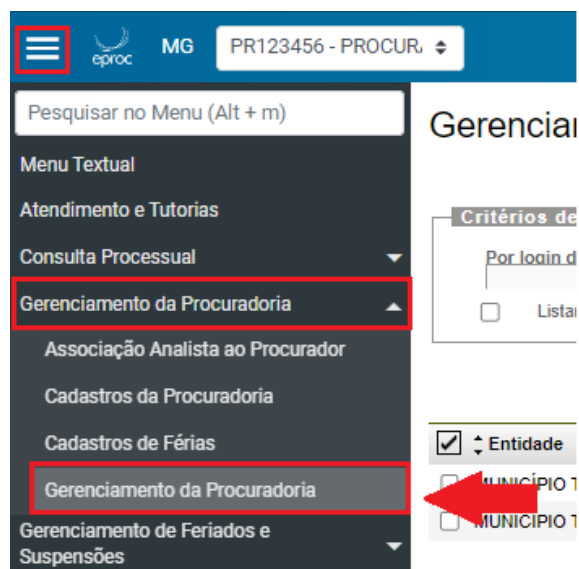 eproc MG PR123456 - PROCUR
Pesquisar no Menu (Alt + m)
Gerenciar
Menu Textual
Atendimento e Tutorias
Critérios de
Consulta Processual
Por login d
Gerenciamento da Procuradoria
Listar
Associação Analista ao Procurador
Cadastros da Procuradoria
Cadastros de Férias
Entidade
Gerenciamento da Procuradoria
MUNICÍPIO T
MUNICIPIO T
Gerenciamento de Feriados e
Suspensões